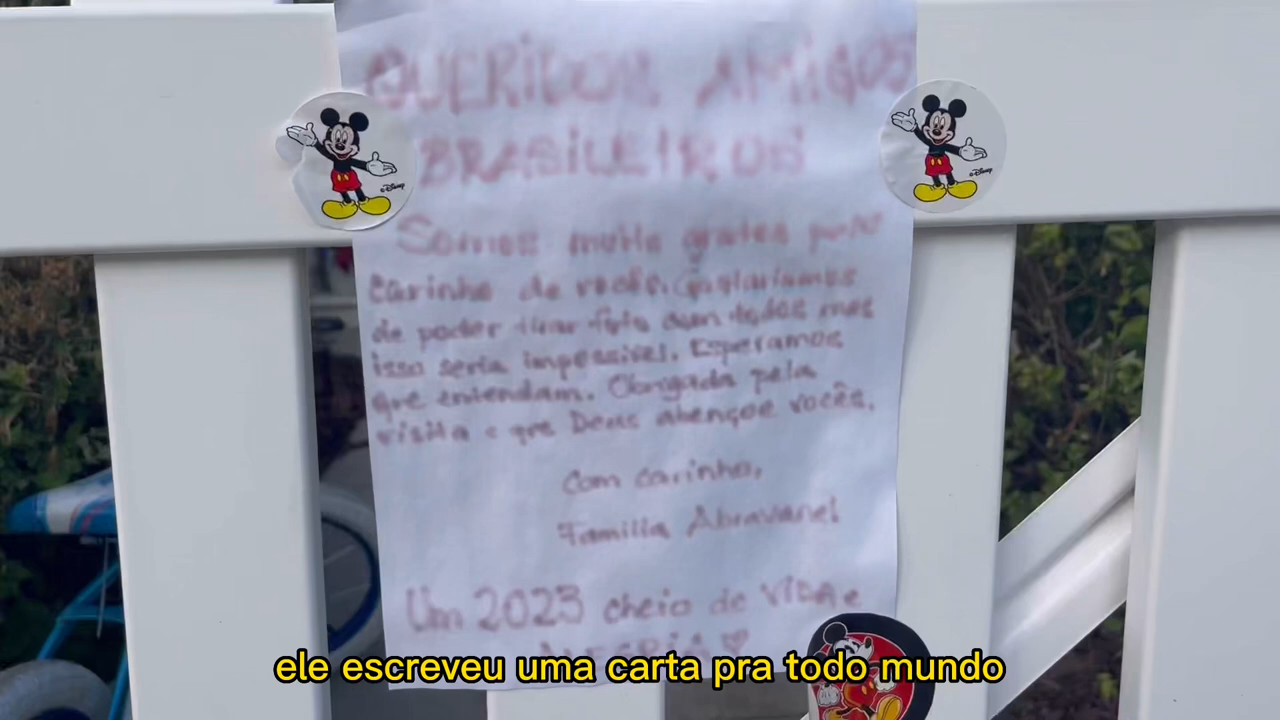 QUERIDOS AMIGOS
BRASILEIROS
Somos muito gratos pelo
carinho de vocês. Gostaríamos
de poder tirar foto com todos mas
isso seria impossível. Esperamos
que entendam. Obrigada pela
visita e que Deus abençoe vocês.
Com carinho,
Família Abravanel
Um 2023 cheio de VIDA e
ALEGRIA
ele escreveu uma carta pra todo mundo